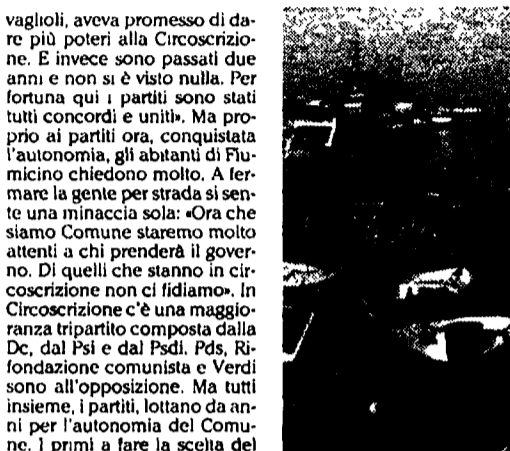 vaglioli, aveva promesso di da-
re più poteri alla Circoscrizio-
ne. E invece sono passati due
anni e non si è visto nulla. Per
fortuna qui i partiti sono stati
tutti concordi e uniti». Ma pro-
prio ai partiti ora, conquistata
l'autonomia, gli abitanti di Fiu-
micino chiedono molto. A fer-
mare la gente per strada si sen-
te una minaccia sola: «Ora che
siamo Comune staremo molto
attenti a chi prenderà il gover-
no. Di quelli che stanno in cir-
coscrizione non ci fidiamo». In
Circoscrizione c'è una maggio-
ranza tripartito composta dalla
Dc, dal Psi e dal Psdi. Pds, Ri-
fondazione comunista e Verdi
sono all'opposizione. Ma tutti
insieme, i partiti, lottano da an-
ni per l'autonomia del Comu-
ne. I primi a fare la scelta del